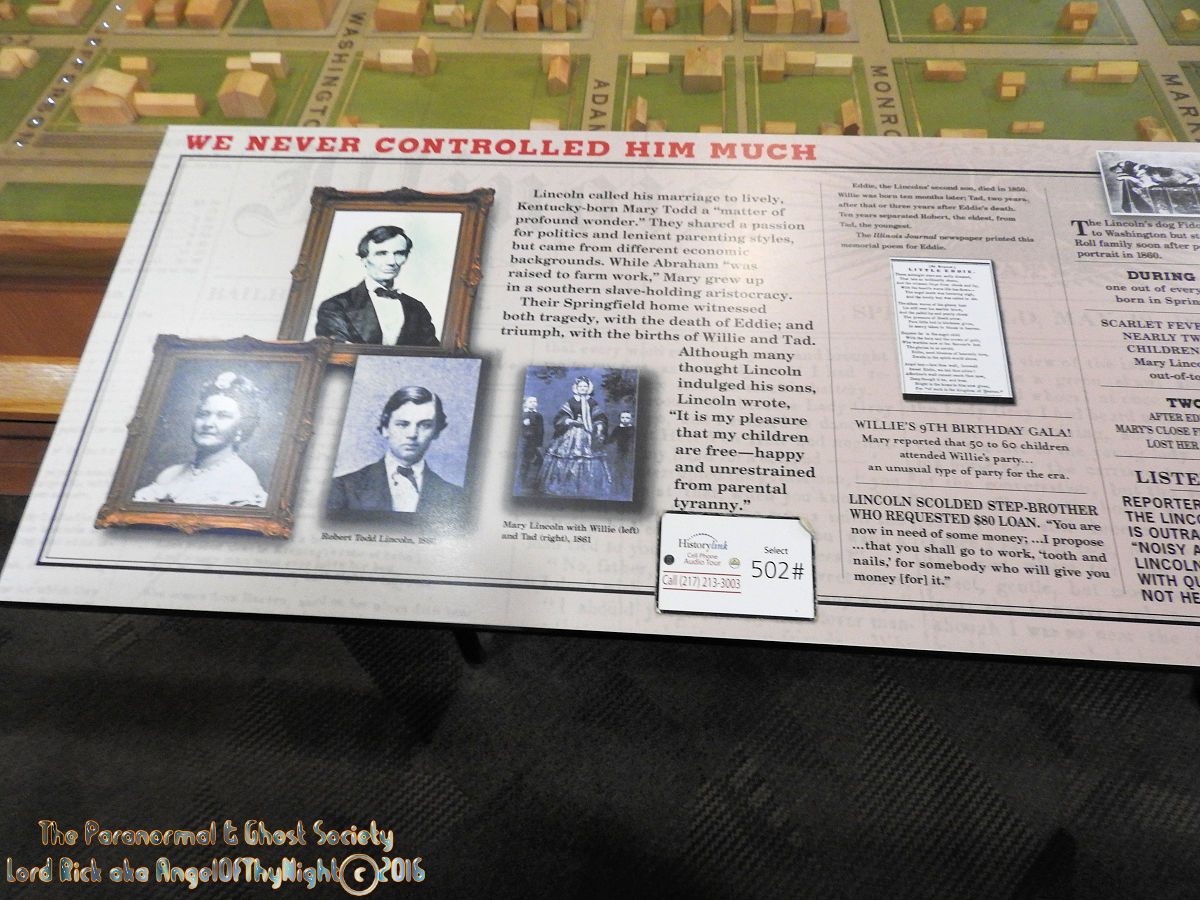 WASHINGTO
ADAM
MONRO
WE NEVER CONTROLLED HIM MUCH
Lincoln called his marriage to lively,
Kentucky-born Mary Todd a “matter of
profound wonder.” They shared a passion
for politics and lenient parenting styles,
but came from different economic
backgrounds. While Abraham “was
raised to farm work,” Mary grew up
in a southern slave-holding aristocracy.
Their Springfield home witnessed
both tragedy, with the death of Eddie; and
triumph, with the births of Willie and Tad.
Although many
thought Lincoln
indulged his sons,
Lincoln wrote,
“It is my pleasure
that my children
are free—happy
and unrestrained
from parental
tyranny.”
Robert Todd Lincoln,
Mary Lincoln with Willie (left)
and Tad (right), 1861
Historylink
Cell Phone
Audio Tour
Call (217) 213-3003
Select
502#
Eddie, the Lincolns' second son, died in 1850.
Willie was born ten months later; Tad, two years,
after that or three years after Eddie's death.
Ten years separated Robert, the eldest, from
Tad, the youngest.
The Illinois Journal newspaper printed this
memorial poem for Eddie.
LITTLE EDDIE.
WILLIE'S 9TH BIRTHDAY GALA!
Mary reported that 50 to 60 children
attended Willie's party...
an unusual type of party for the era.
LINCOLN SCOLDED STEP-BROTHER
WHO REQUESTED $80 LOAN. “You are
now in need of some money; ...I propose
...that you shall go to work, ‘tooth and
nails,’ for somebody who will give you
money [for] it.”
The Lincoln's dog Fido
to Washington but st
Roll family soon after p
portrait in 1860.
DURING
one out of every
born in Sprin
SCARLET FEVE
NEARLY TW
CHILDREN
Mary Linco
out-of-to
TWO
AFTER ED
MARY'S CLOSE F
LOST HER
LISTE
REPORTER
THE LINCO
IS OUTRA
“NOISY A
LINCOLN
WITH QU
NOT HE
The Paranormal & Ghost Society
Lord Rick aka AngelOfThyNight©2016